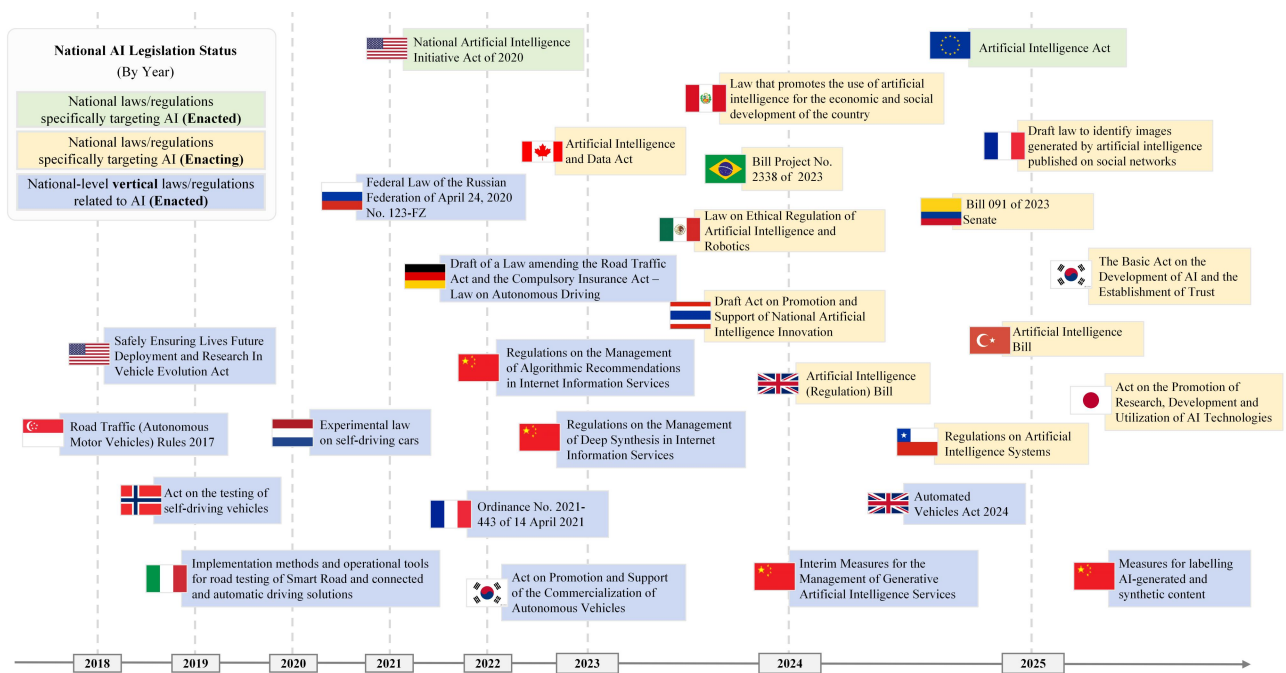 National AI Legislation Status
(By Year)
National laws/regulations
specifically targeting AI (Enacted)
National laws/regulations
specifically targeting AI (Enacting)
National-level vertical laws/regulations
related to AI (Enacted)
National Artificial Intelligence
Initiative Act of 2020
Artificial Intelligence Act
Law that promotes the use of artificial
intelligence for the economic and social
development of the country
Artificial Intelligence
and Data Act
Draft law to identify images
generated by artificial intelligence
published on social networks
Bill Project No.
2338 of 2023
Federal Law of the Russian
Federation of April 24, 2020
No. 123-FZ
Bill 091 of 2023
Senate
Law on Ethical Regulation of
Artificial Intelligence and
Robotics
Draft of a Law amending the Road Traffic
Act and the Compulsory Insurance Act –
Law on Autonomous Driving
The Basic Act on the
Development of AI and the
Establishment of Trust
Draft Act on Promotion and
Support of National Artificial
Intelligence Innovation
Safely Ensuring Lives Future
Deployment and Research In
Vehicle Evolution Act
Artificial Intelligence
Bill
Regulations on the Management
of Algorithmic Recommendations
in Internet Information Services
Artificial Intelligence
(Regulation) Bill
Act on the Promotion of
Research, Development and
Utilization of AI Technologies
Road Traffic (Autonomous
Motor Vehicles) Rules 2017
Experimental law
on self-driving cars
Regulations on the Management
of Deep Synthesis in Internet
Information Services
Regulations on Artificial
Intelligence Systems
Act on the testing of
self-driving vehicles
Ordinance No. 2021-
443 of 14 April 2021
Automated
Vehicles Act 2024
Implementation methods and operational tools
for road testing of Smart Road and connected
and automatic driving solutions
Act on Promotion and Support
of the Commercialization of
Autonomous Vehicles
Interim Measures for the
Management of Generative
Artificial Intelligence Services
Measures for labelling
AI-generated and
synthetic content
2018
2019
2020
2021
2022
2023
2024
2025